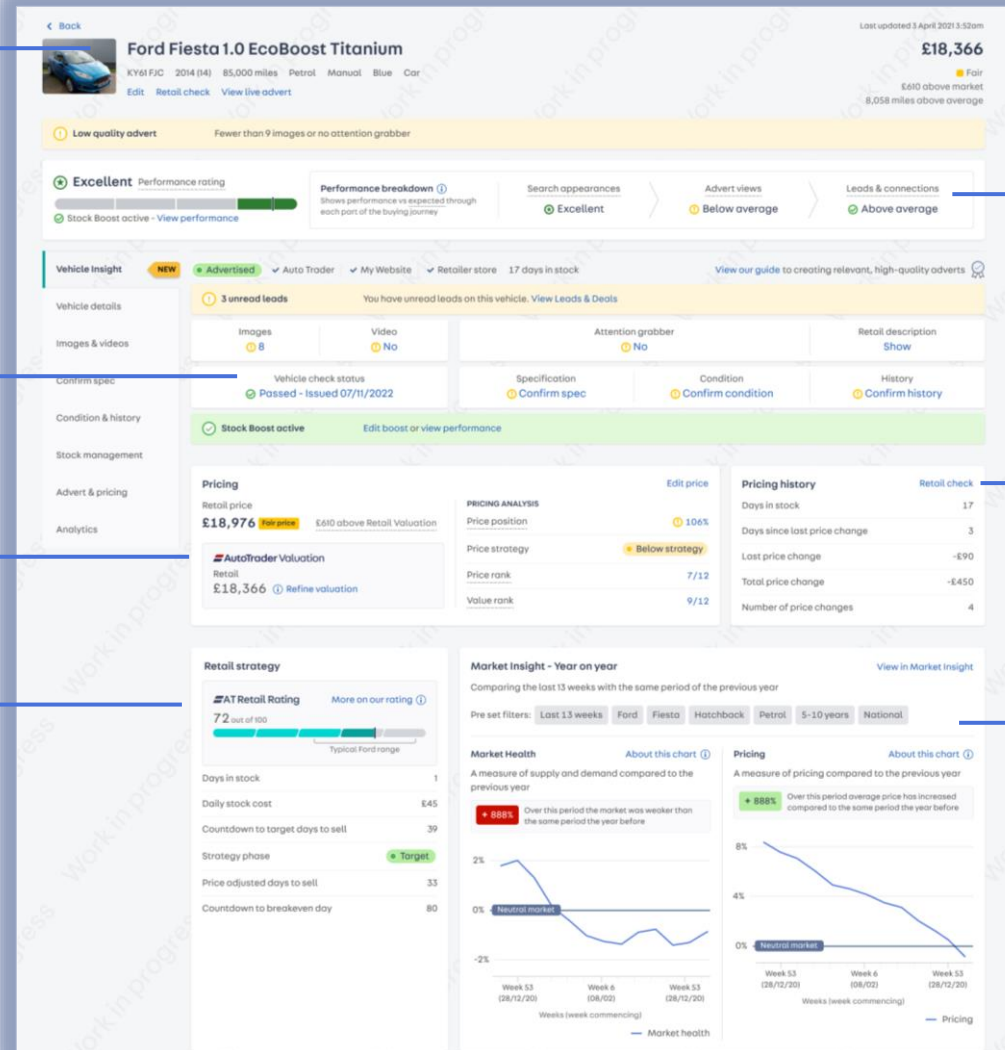 Back
Last updated 3 April 2021 3:52am
Ford Fiesta 1.0 EcoBoost Titanium
£18,366
KY61 FJC 2014 (14) 85,000 miles Petrol Manual Blue Car
Fair
Edit Retail check View live advert
£610 above market
8,058 miles above average
Low quality advert Fewer than 9 images or no attention grabber
Excellent Performance rating
Stock Boost active - View performance
Performance breakdown
Shows performance vs expected through
each part of the buying journey
Search appearances
Excellent
Advert views
Below average
Leads & connections
Above average
Vehicle Insight NEW
Vehicle details
Images & videos
Confirm spec
Condition & history
Stock management
Advert & pricing
Analytics
Advertised Auto Trader My Website Retailer store 17 days in stock
View our guide to creating relevant, high-quality adverts
3 unread leads You have unread leads on this vehicle. View Leads & Deals
Images
8
Video
No
Attention grabber
No
Retail description
Show
Vehicle check status
Passed - Issued 07/11/2022
Specification
Confirm spec
Condition
Confirm condition
History
Confirm history
Stock Boost active Edit boost or view performance
Pricing Edit price
Retail price
£18,976 Fair price £610 above Retail Valuation
AutoTrader Valuation
Retail
£18,366 Refine valuation
PRICING ANALYSIS
Price position 106%
Price strategy Below strategy
Price rank 7/12
Value rank 9/12
Pricing history Retail check
Days in stock 17
Days since last price change 3
Last price change -£90
Total price change -£450
Number of price changes 4
Retail strategy
AT Retail Rating More on our rating
72 out of 100
Typical Ford range
Days in stock 1
Daily stock cost £45
Countdown to target days to sell 39
Strategy phase Target
Price adjusted days to sell 33
Countdown to breakeven day 80
Market Insight - Year on year View in Market Insight
Comparing the last 13 weeks with the same period of the previous year
Pre set filters: Last 13 weeks Ford Fiesta Hatchback Petrol 5-10 years National
Market Health About this chart
A measure of supply and demand compared to the
previous year
+ 888% Over this period the market was weaker than
the same period the year before
2%
0% Neutral market
-2%
Week 53 Week 6 Week 53
(28/12/20) (08/02) (28/12/20)
Weeks (week commencing)
Market health
Pricing About this chart
A measure of pricing compared to the previous year
+ 888% Over this period average price has increased
compared to the same period the year before
8%
4%
0% Neutral market
Week 53 Week 6 Week 53
(28/12/20) (08/02) (28/12/20)
Weeks (week commencing)
Pricing
Work in progress